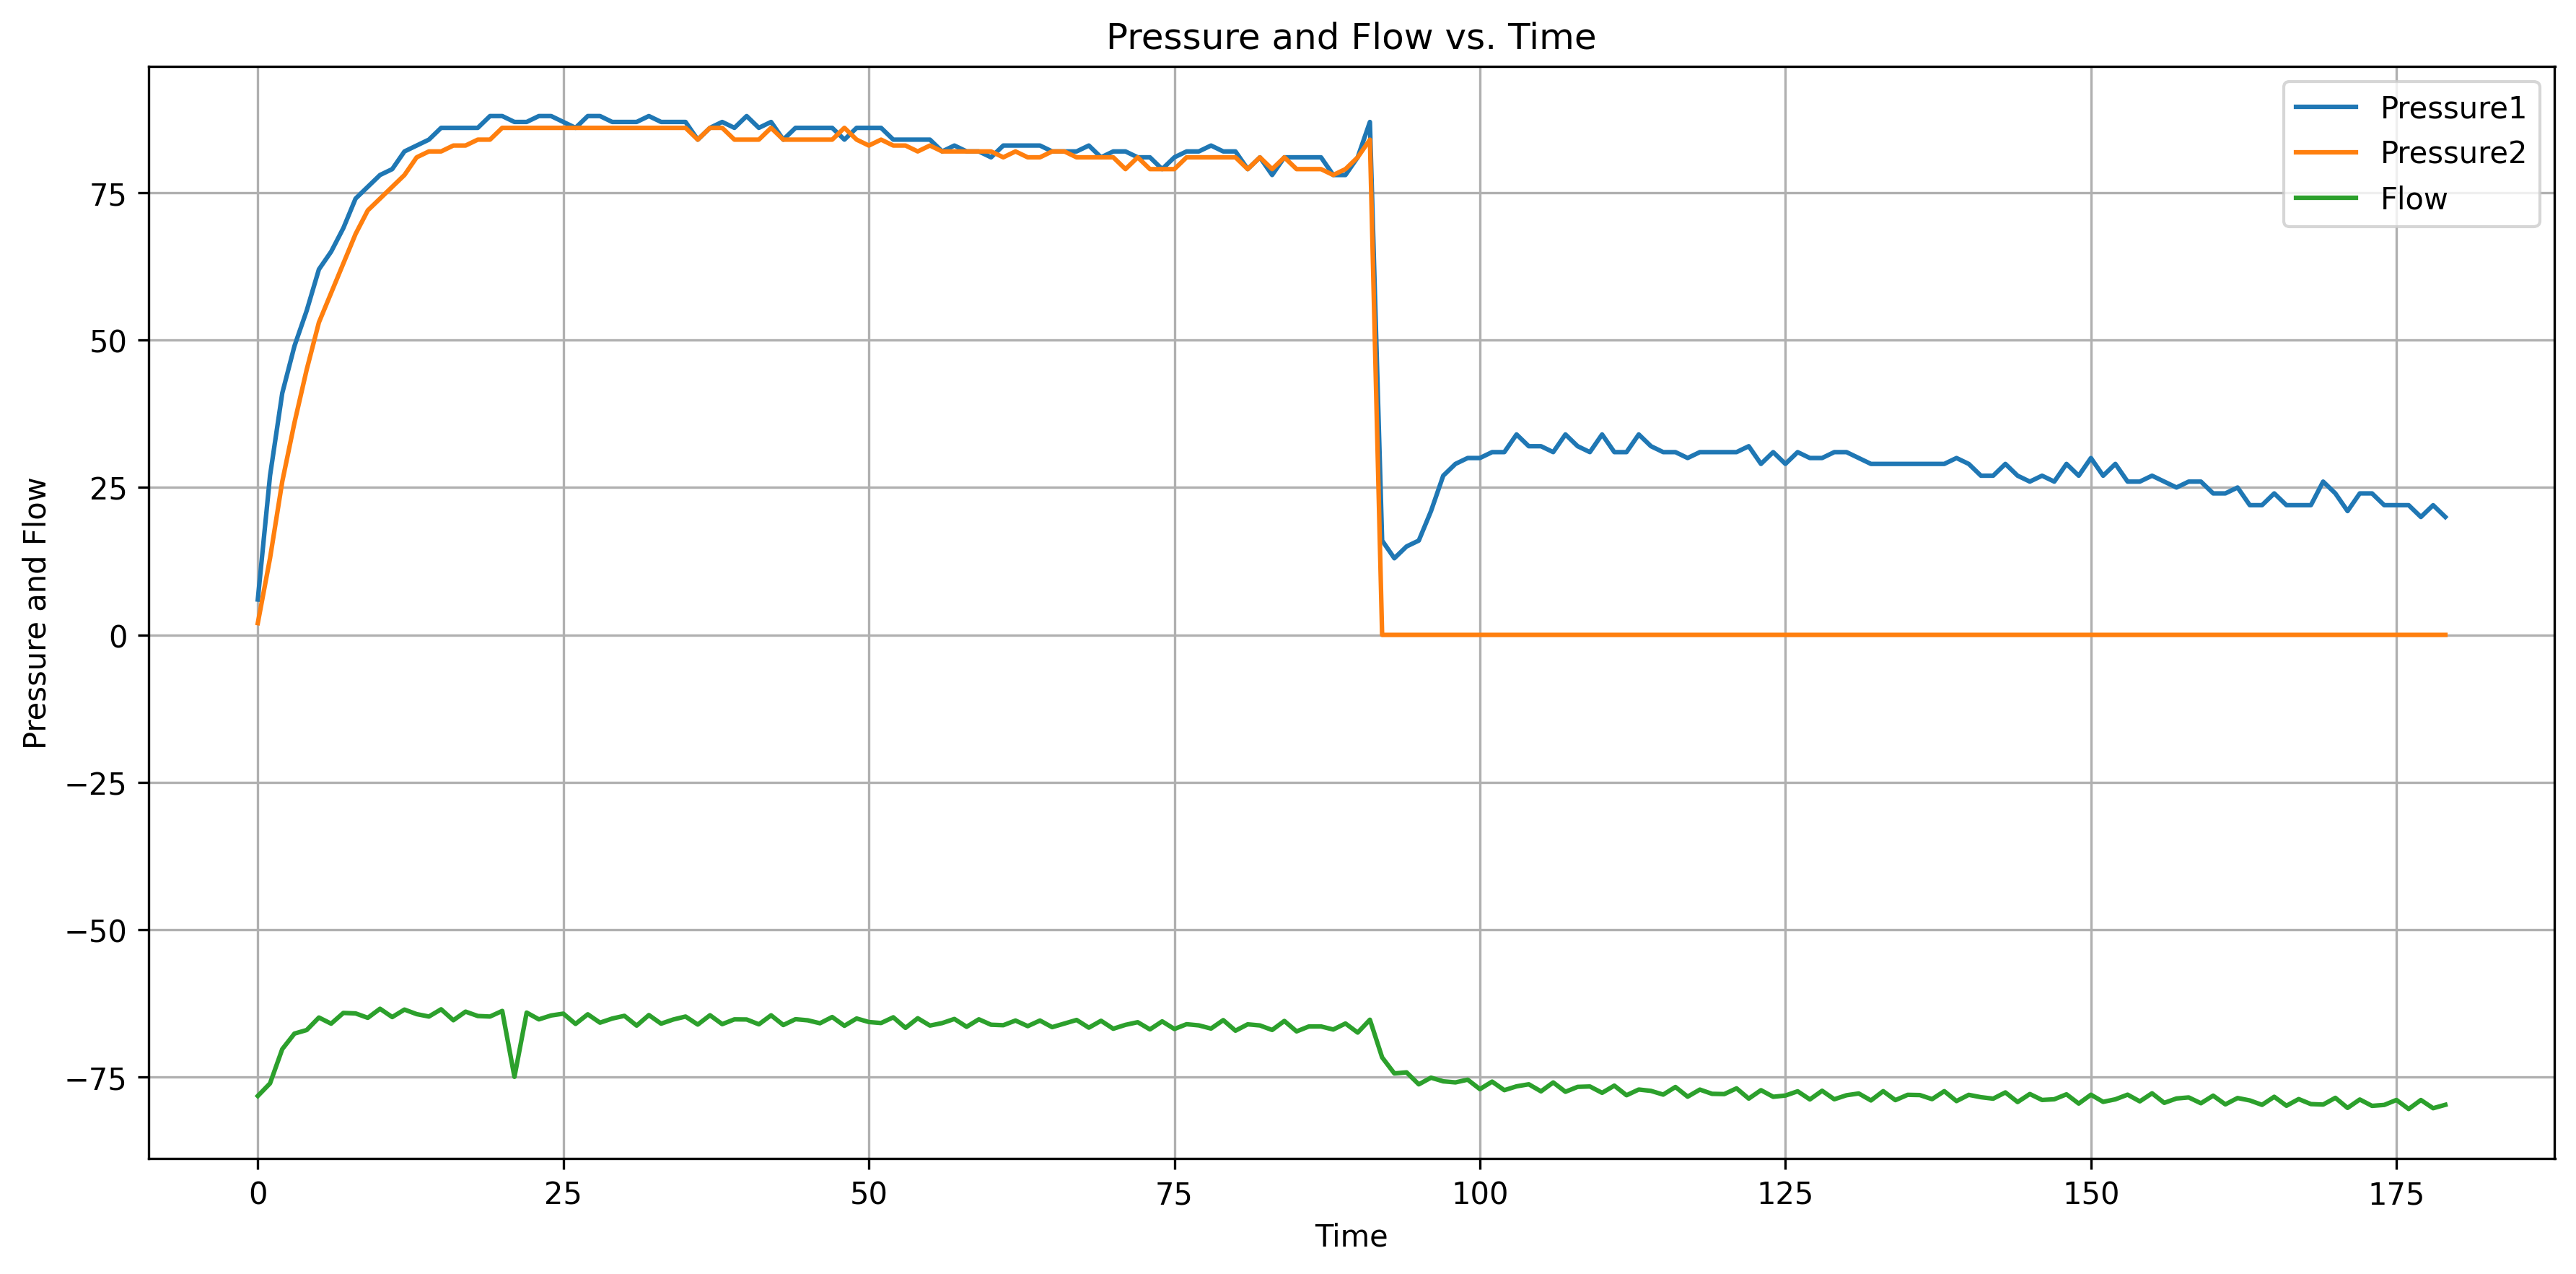 Pressure and Flow vs. Time
Pressure1
Pressure2
Flow
75
50
25
0
−25
−50
−75
Pressure and Flow
0 25 50 75 100 125 150 175
Time